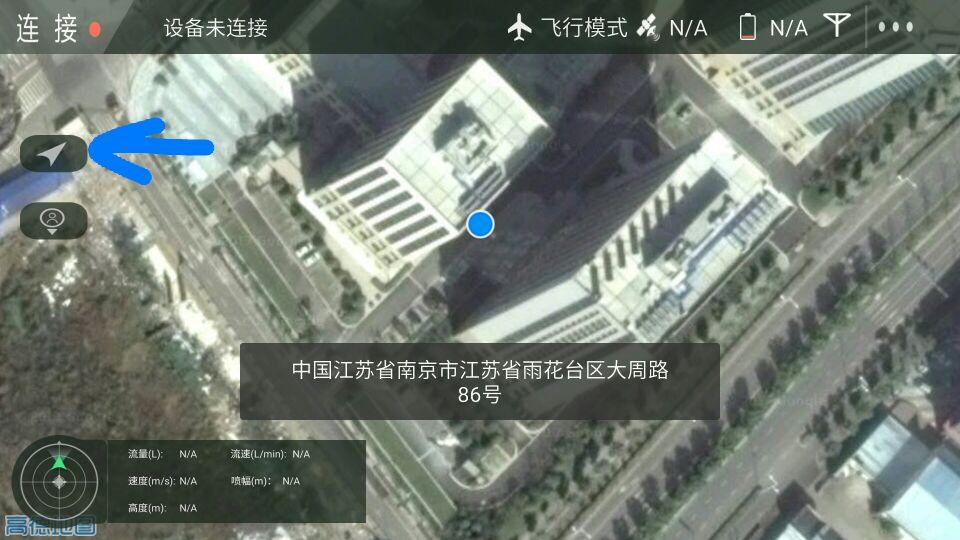 连接 设备未连接 飞行模式 N/A N/A
中国江苏省南京市江苏省雨花台区大周路
86号
流量(L): N/A 流速(L/min): N/A
速度(m/s): N/A 喷幅(m): N/A
高度(m): N/A
高德地图